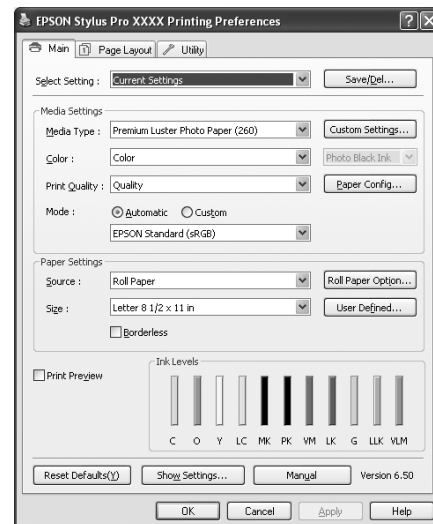 EPSON Stylus Pro XXXX Printing Preferences
Main Page Layout Utility
Select Setting : Current Settings Save/Del...
Media Settings
Media Type : Premium Luster Photo Paper (260) Custom Settings...
Color : Color Photo Black Ink
Print Quality : Quality Paper Config...
Mode : Automatic Custom
EPSON Standard (sRGB)
Paper Settings
Source : Roll Paper Roll Paper Option...
Size : Letter 8 1/2 x 11 in User Defined...
Borderless
Print Preview
Ink Levels
C O Y LC MK PK VM LK G LLK VLM
Reset Defaults(Y) Show Settings... Manual Version 6.50
OK Cancel Apply Help